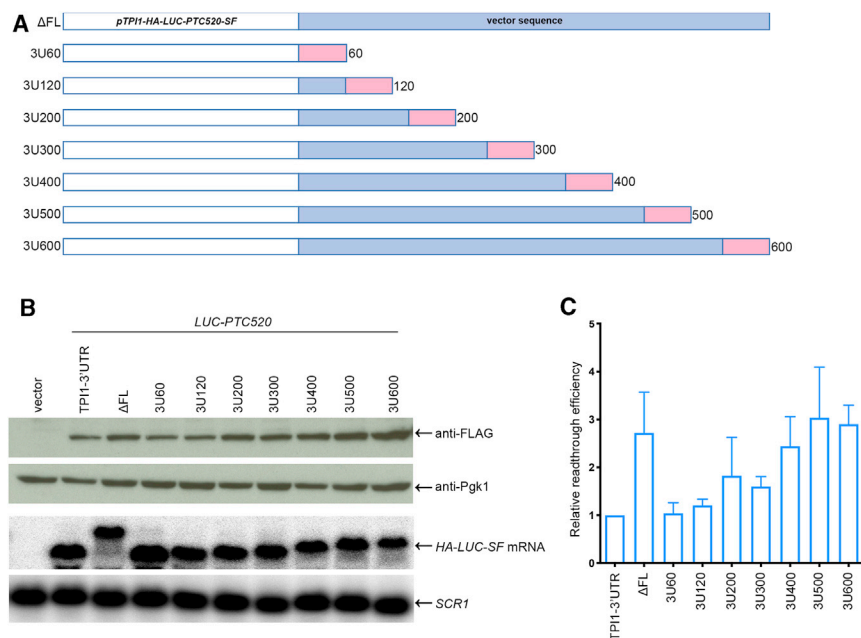 A
ΔFL pTPI1-HA-LUC-PTC520-SF vector sequence
3U60 60
3U120 120
3U200 200
3U300 300
3U400 400
3U500 500
3U600 600
B
LUC-PTC520
vector
TPI1-3'UTR
ΔFL
3U60
3U120
3U200
3U300
3U400
3U500
3U600
←anti-FLAG
←anti-Pgk1
←HA-LUC-SF mRNA
←SCR1
C
Relative readthrough efficiency
5
4
3
2
1
0
TPI1-3'UTR
ΔFL
3U60
3U120
3U200
3U300
3U400
3U500
3U600